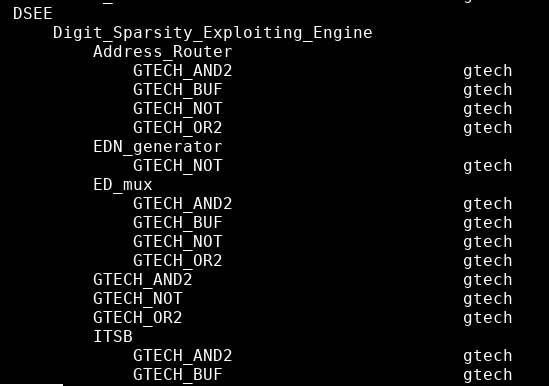 DSEE
Digit_Sparsity_Exploiting_Engine
Address_Router
GTECH_AND2 gtech
GTECH_BUF gtech
GTECH_NOT gtech
GTECH_OR2 gtech
EDN_generator
GTECH_NOT gtech
ED_mux
GTECH_AND2 gtech
GTECH_BUF gtech
GTECH_NOT gtech
GTECH_OR2 gtech
GTECH_AND2 gtech
GTECH_NOT gtech
GTECH_OR2 gtech
ITSB
GTECH_AND2 gtech
GTECH_BUF gtech